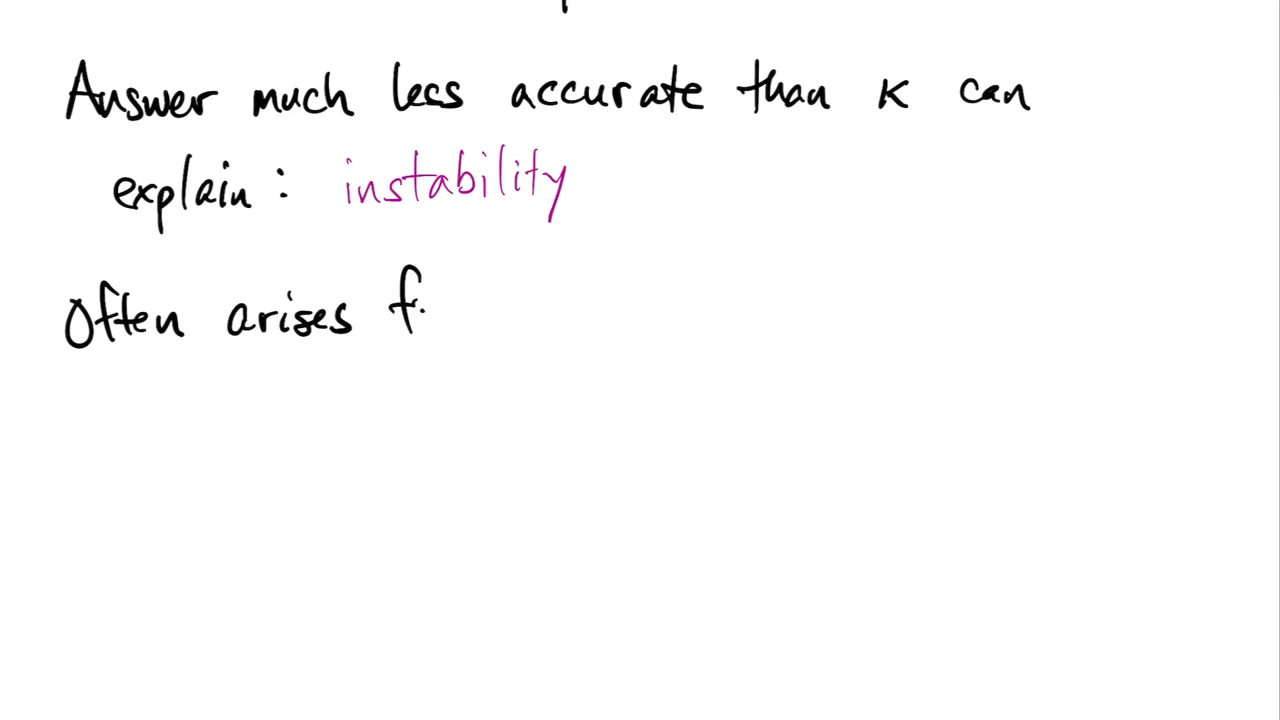 Answer much less accurate than κ can
explain: instability
Often arises f